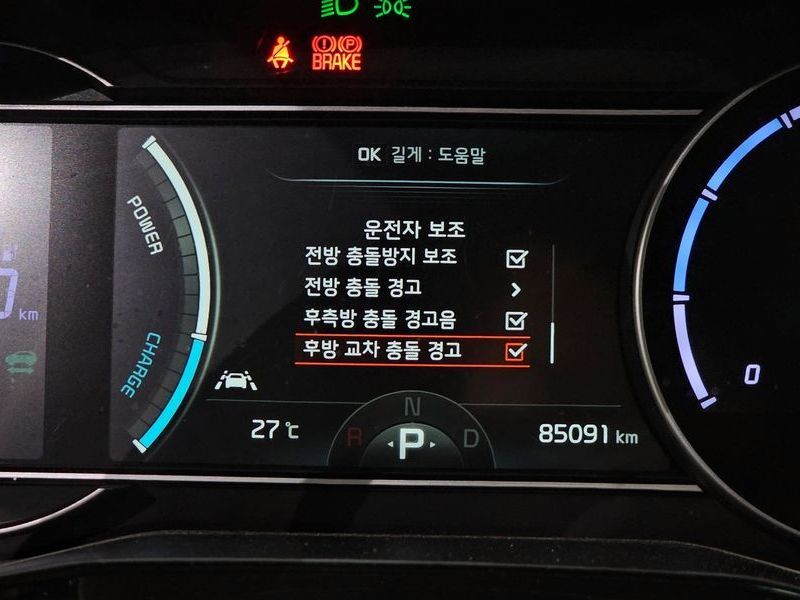 BRAKE
OK 길게 : 도움말
운전자 보조
전방 충돌방지 보조
전방 충돌 경고
후측방 충돌 경고음
후방 교차 충돌 경고
POWER
CHARGE
km
0
27℃
N
R P D
85091 km